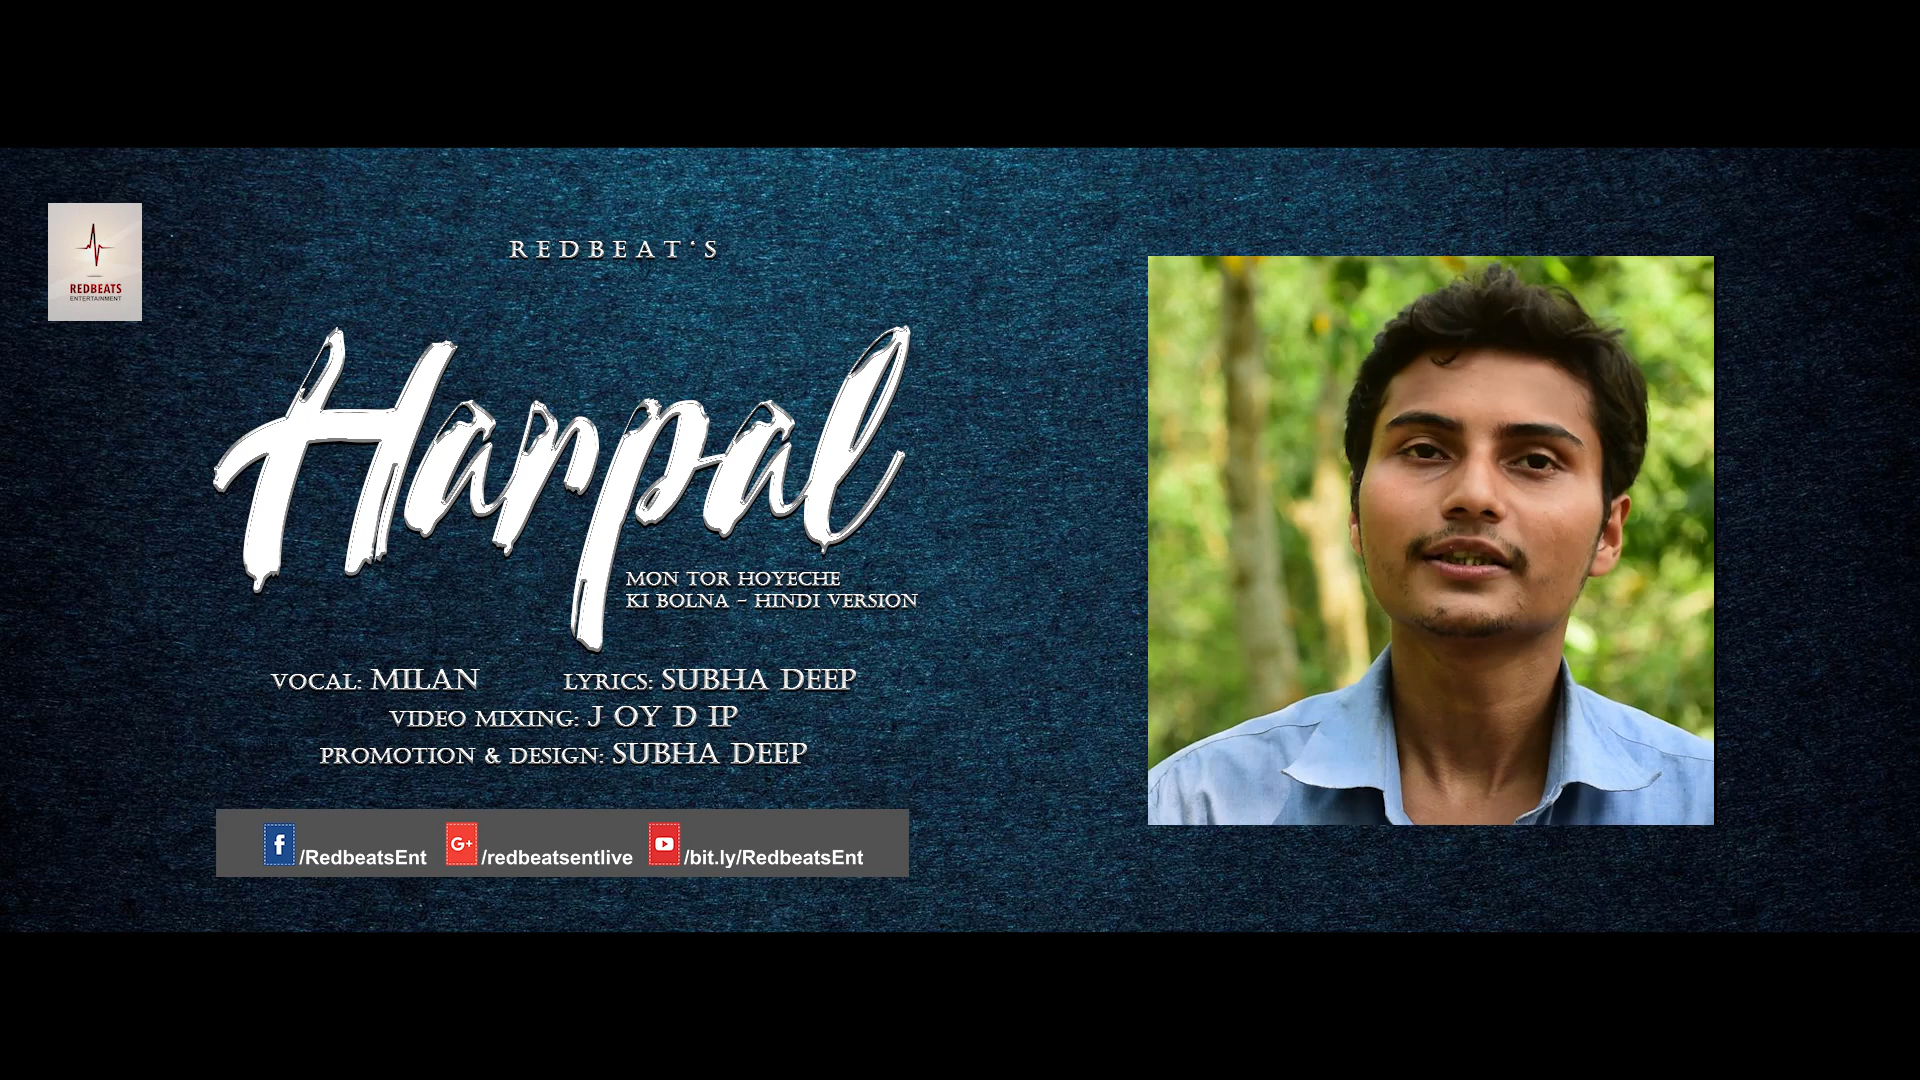 REDBEATS
ENTERTAINMENT
REDBEAT‘S
Harpal
MON TOR HOYECHE
KI BOLNA - HINDI VERSION
VOCAL: MILAN LYRICS: SUBHA DEEP
VIDEO MIXING: J OY D IP
PROMOTION & DESIGN: SUBHA DEEP
f /RedbeatsEnt G+ /redbeatsentlive /bit.ly/RedbeatsEnt